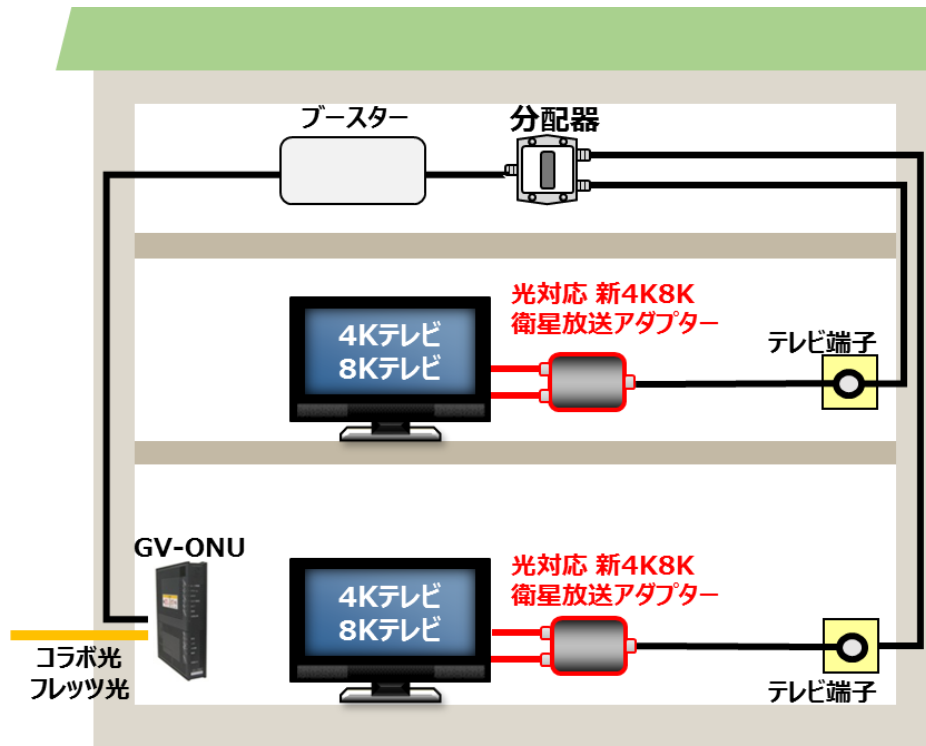 ブースター
分配器
光対応 新4K8K
衛星放送アダプター
4Kテレビ
8Kテレビ
テレビ端子
GV-ONU
光対応 新4K8K
衛星放送アダプター
4Kテレビ
8Kテレビ
コラボ光
フレッツ光
テレビ端子